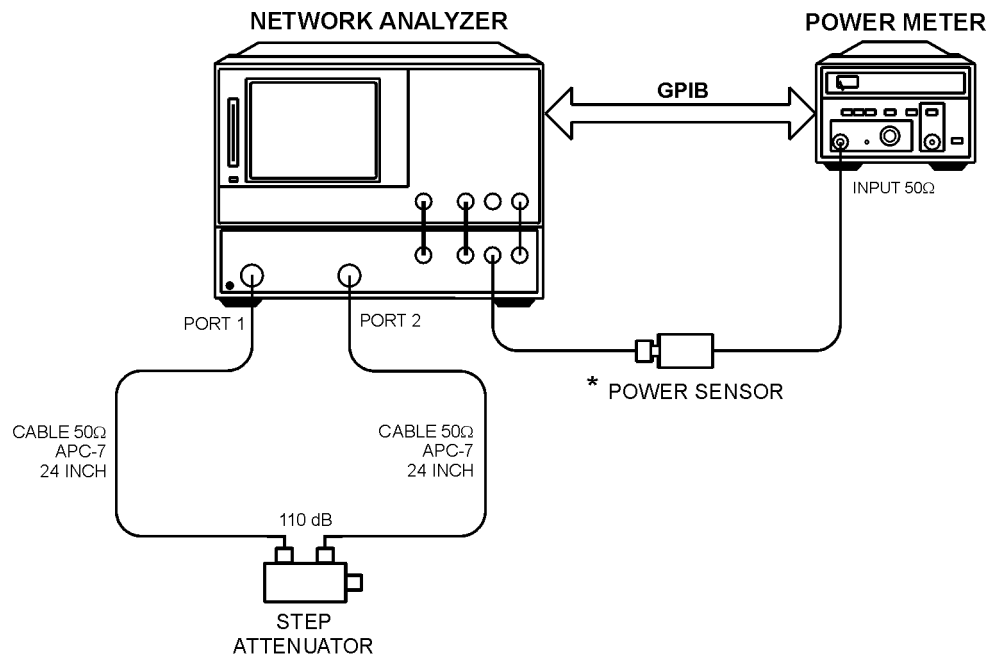 NETWORK ANALYZER
POWER METER
GPIB
INPUT 50Ω
PORT 1
PORT 2
* POWER SENSOR
CABLE 50Ω
APC-7
24 INCH
CABLE 50Ω
APC-7
24 INCH
110 dB
STEP
ATTENUATOR